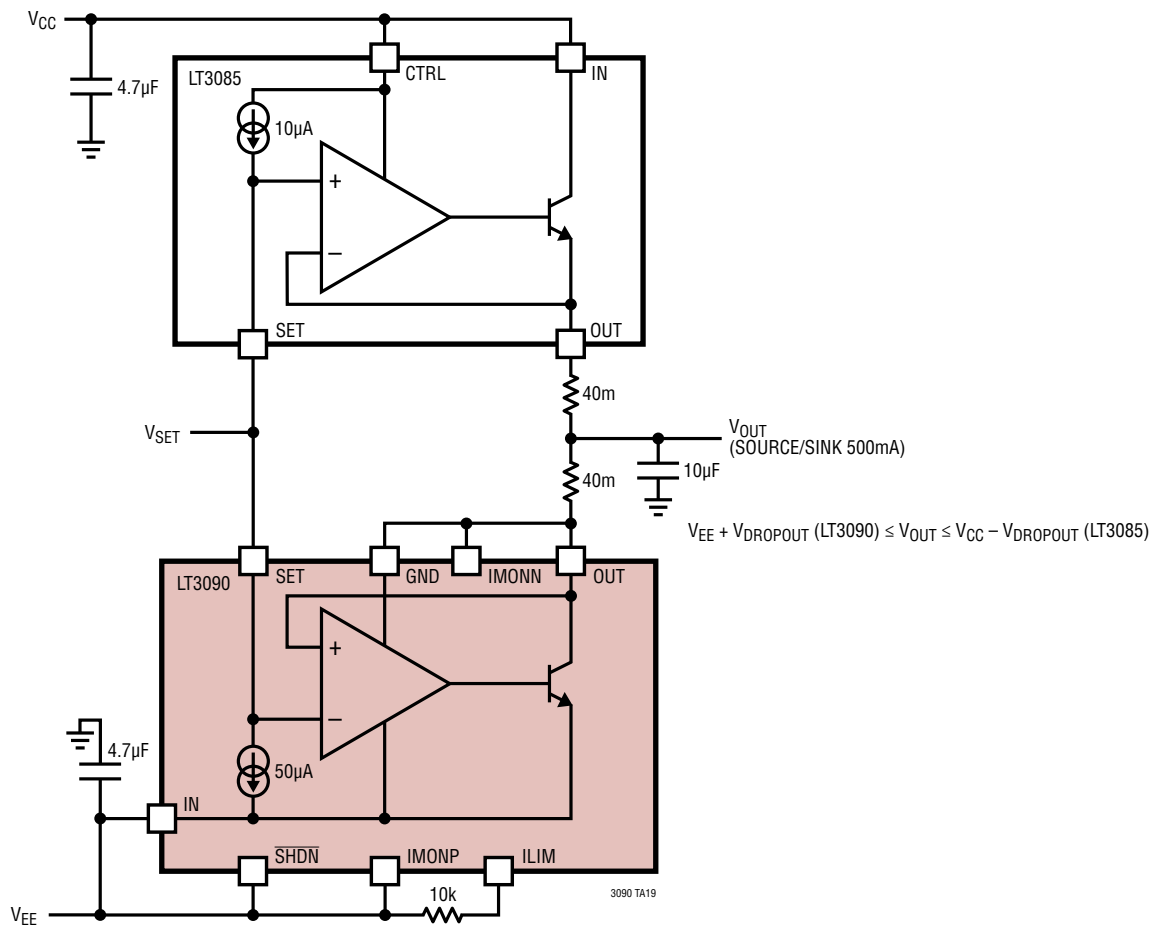 VCC
4.7µF
LT3085
CTRL
IN
10µA
+
–
SET
OUT
40m
VSET
VOUT
(SOURCE/SINK 500mA)
10µF
40m
VEE + VDROPOUT (LT3090) ≤ VOUT ≤ VCC – VDROPOUT (LT3085)
LT3090
SET
GND
IMONN
OUT
+
–
4.7µF
50µA
IN
SHDN
IMONP
ILIM
3090 TA19
10k
VEE